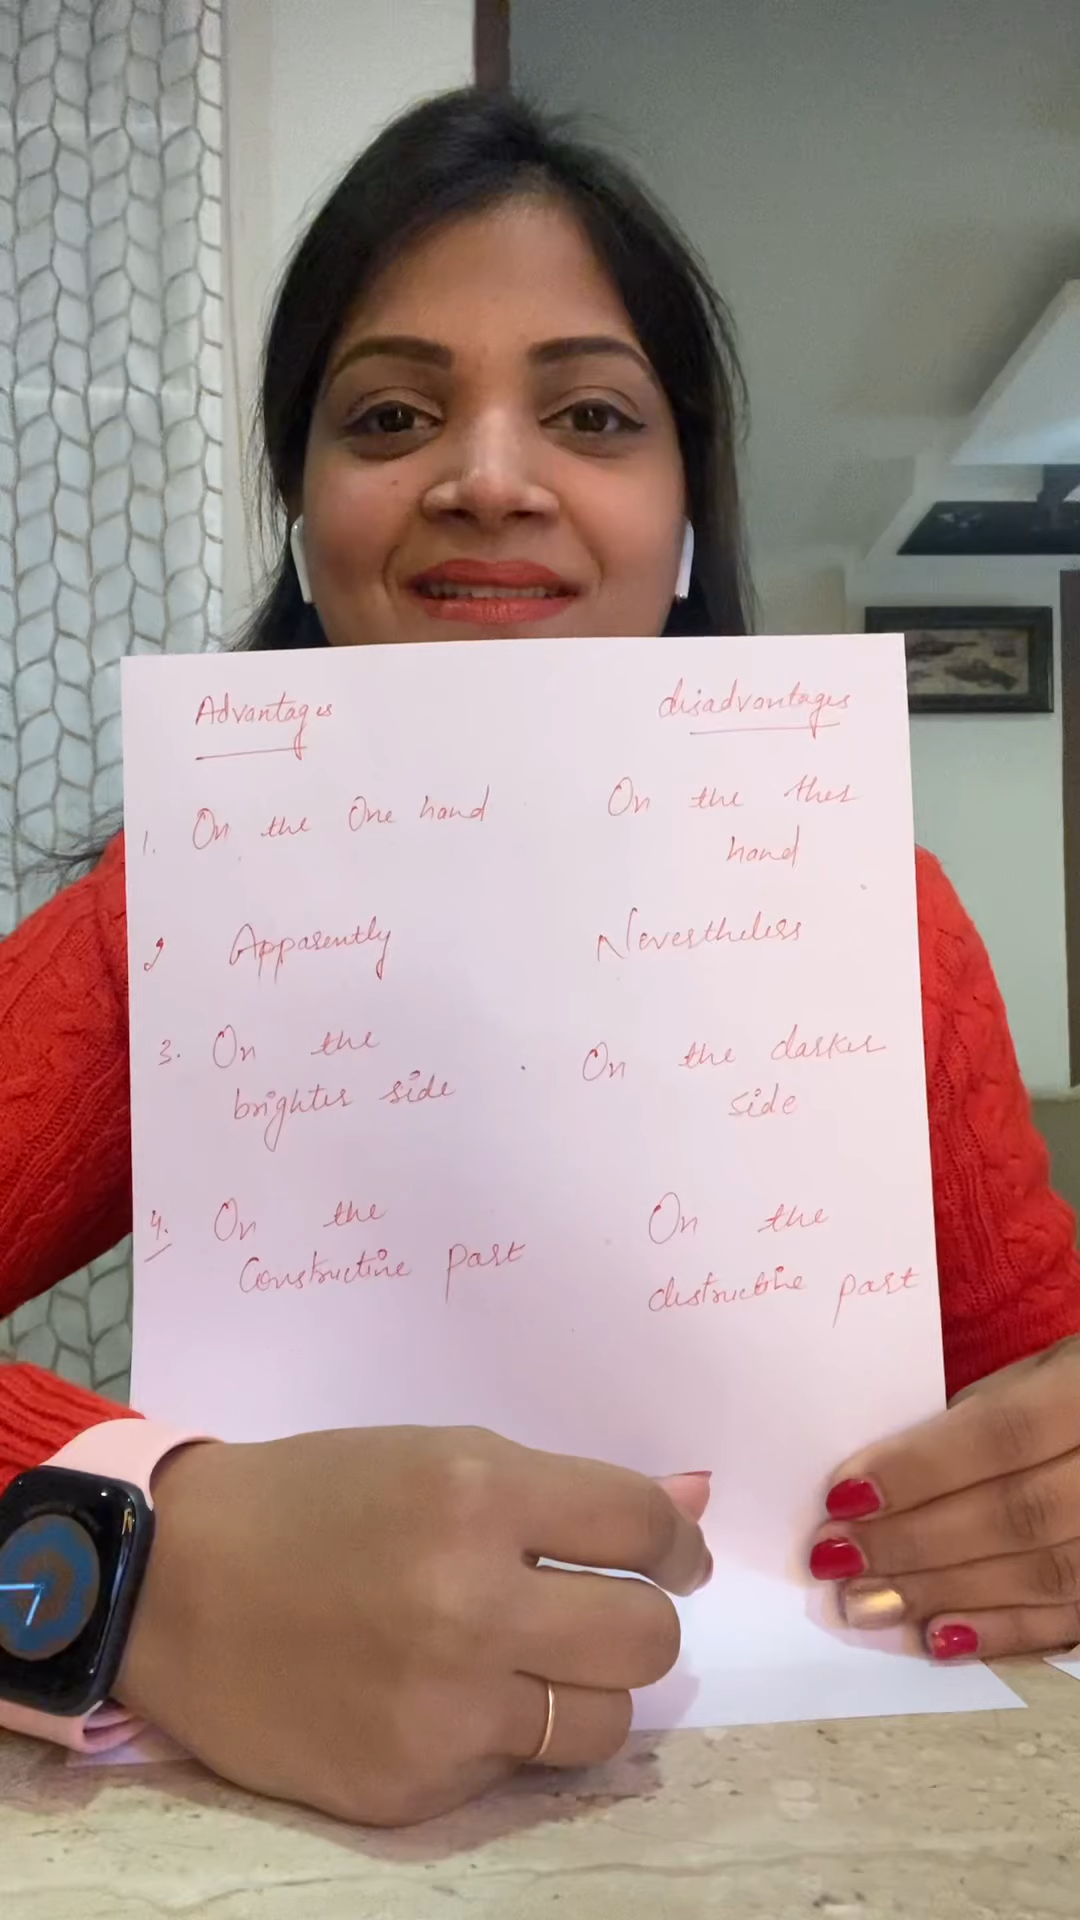 Advantages disadvantages
1. On the One hand On the ther
hand
2 Apparently Nevertheless
3. On the On the darker
brighter side side
4. On the On the
Constructive part destructive part